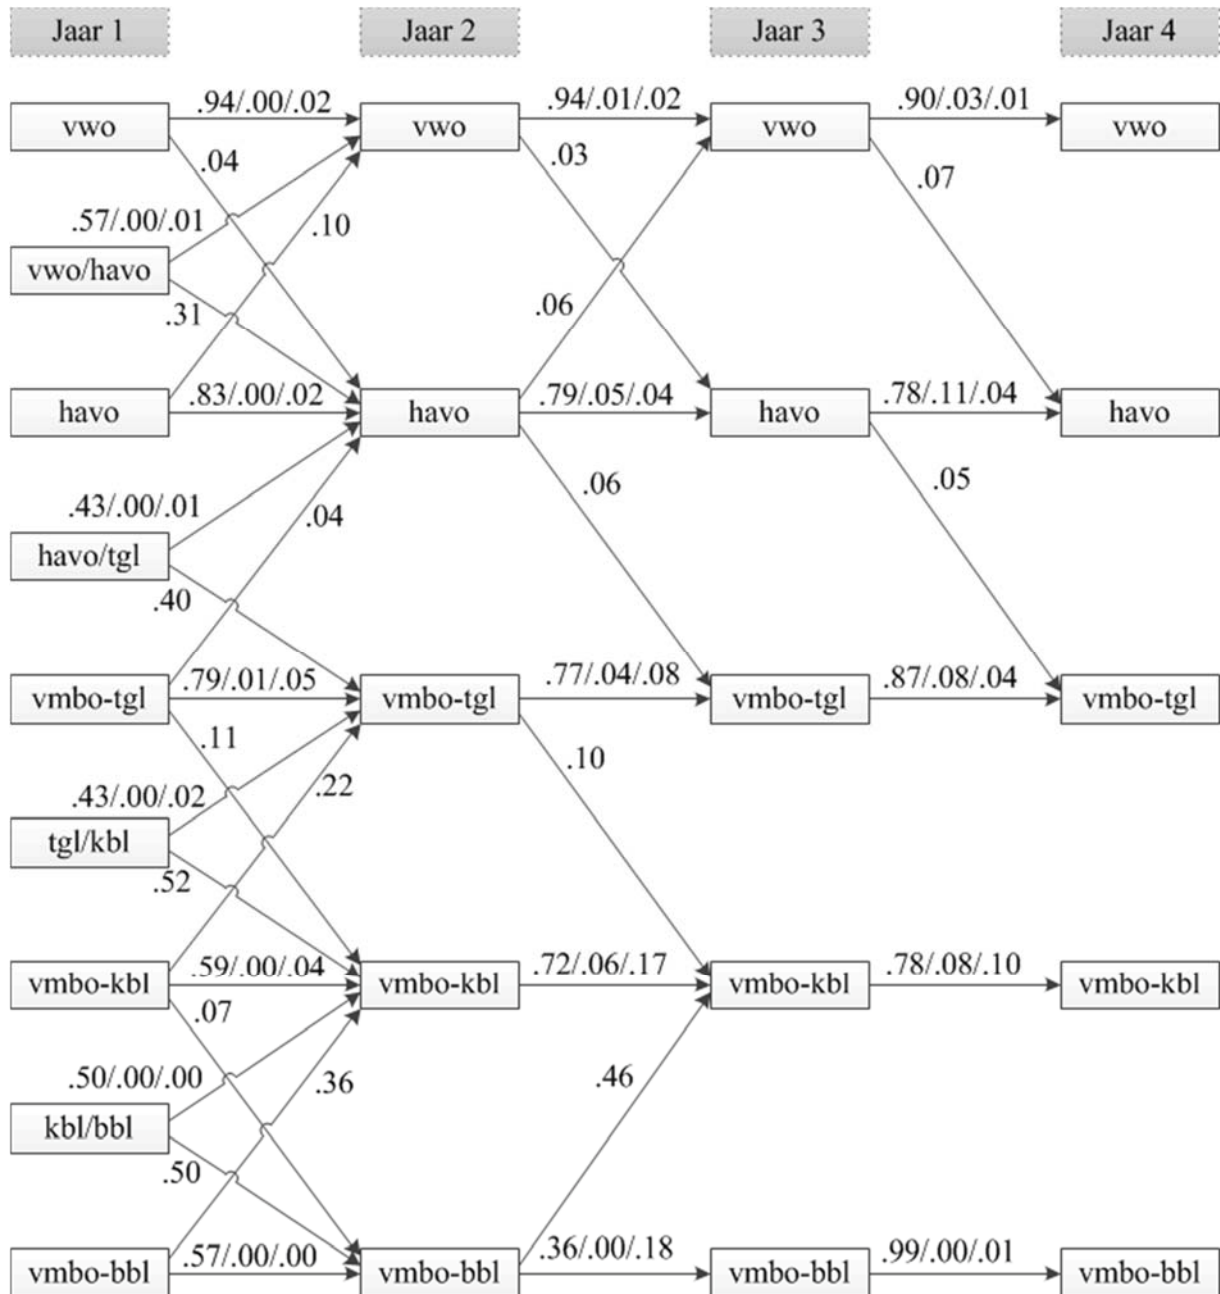 Jaar 1 Jaar 2 Jaar 3 Jaar 4
.94/.00/.02 .94/.01/.02 .90/.03/.01
vwo vwo vwo vwo
.04 .03 .07
.57/.00/.01 .10
vwo/havo
.31 .06
.83/.00/.02 .79/.05/.04 .78/.11/.04
havo havo havo havo
.43/.00/.01 .04 .06 .05
havo/tgl
.40
.79/.01/.05 .77/.04/.08 .87/.08/.04
vmbo-tgl vmbo-tgl vmbo-tgl vmbo-tgl
.11 .10
.43/.00/.02 .22
tgl/kbl
.52
.59/.00/.04 .72/.06/.17 .78/.08/.10
vmbo-kbl vmbo-kbl vmbo-kbl vmbo-kbl
.07
.50/.00/.00 .36 .46
kbl/bbl
.50
.57/.00/.00 .36/.00/.18 .99/.00/.01
vmbo-bbl vmbo-bbl vmbo-bbl vmbo-bbl